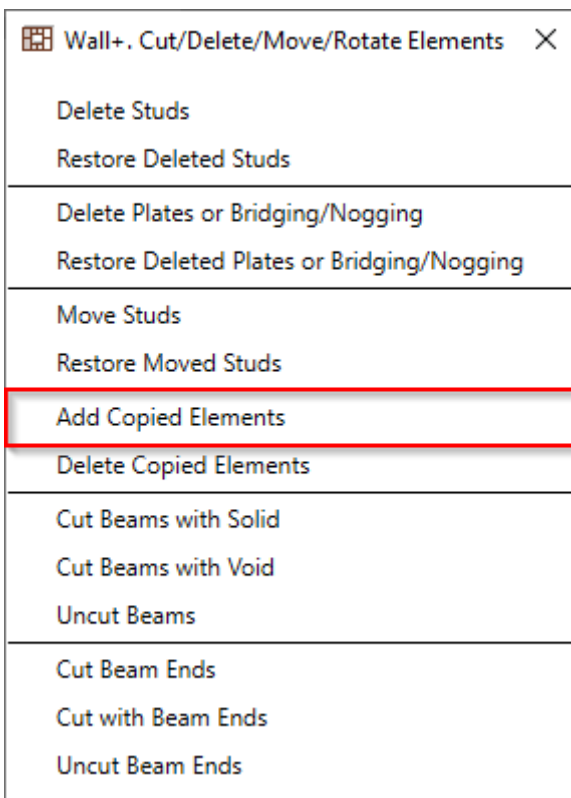 Wall+. Cut/Delete/Move/Rotate Elements
Delete Studs
Restore Deleted Studs
Delete Plates or Bridging/Nogging
Restore Deleted Plates or Bridging/Nogging
Move Studs
Restore Moved Studs
Add Copied Elements
Delete Copied Elements
Cut Beams with Solid
Cut Beams with Void
Uncut Beams
Cut Beam Ends
Cut with Beam Ends
Uncut Beam Ends